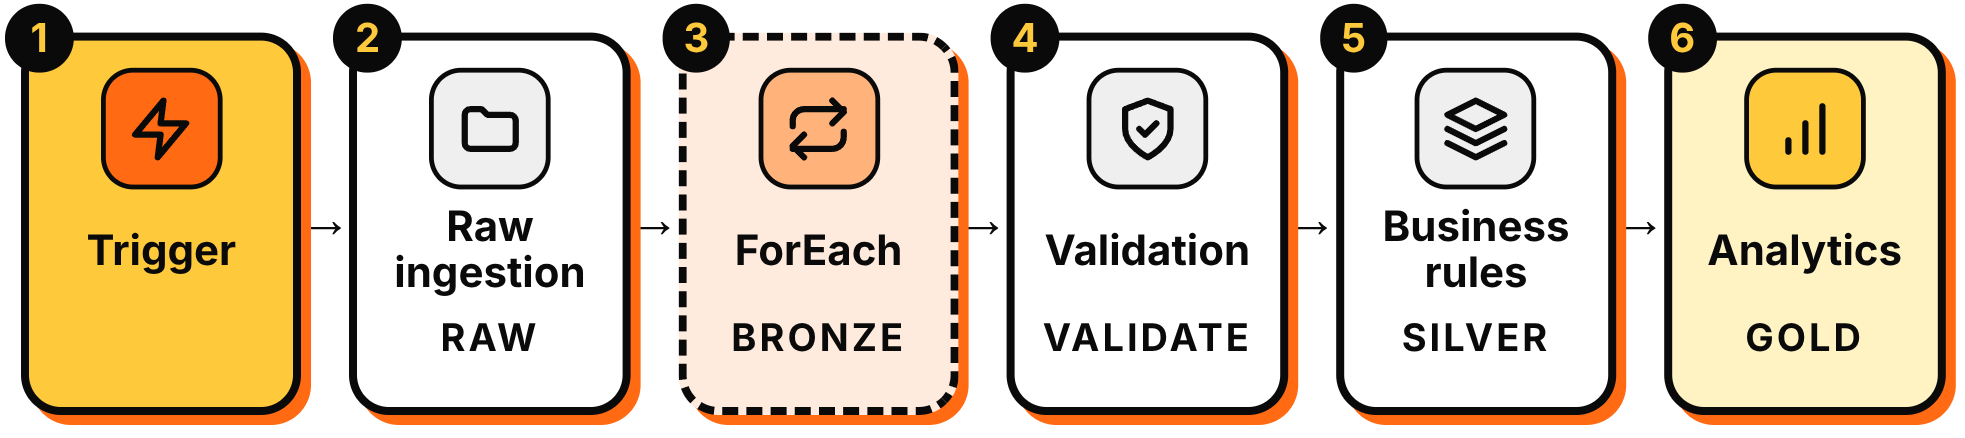 1
Trigger
2
Raw
ingestion
RAW
3
ForEach
BRONZE
4
Validation
VALIDATE
5
Business
rules
SILVER
6
Analytics
GOLD